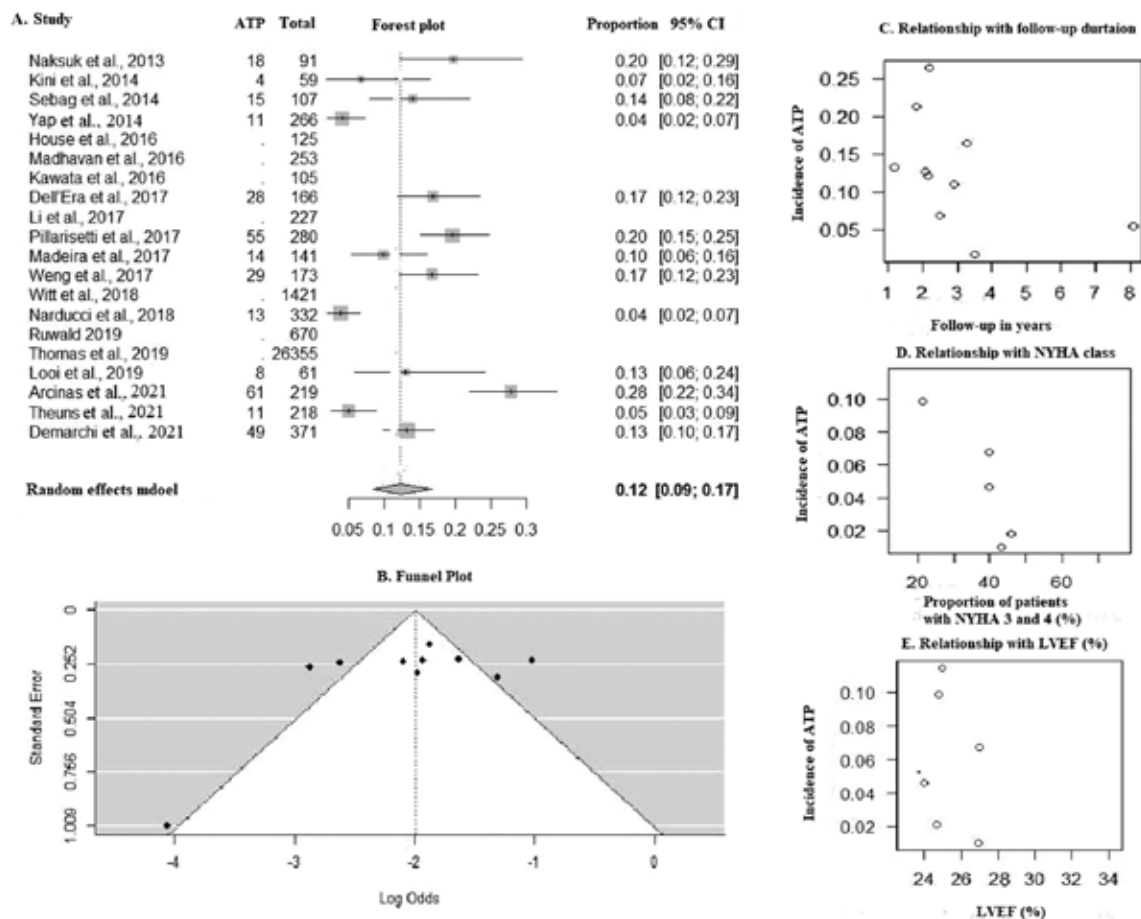 A. Study ATP Total Forest plot Proportion 95% CI
Naksuk et al., 2013 18 91 0.20 [0.12; 0.29]
Kini et al., 2014 4 59 0.07 [0.02; 0.16]
Sebag et al., 2014 15 107 0.14 [0.08; 0.22]
Yap et al., 2014 11 266 0.04 [0.02; 0.07]
House et al., 2016 . 125
Madhavan et al., 2016 . 253
Kawata et al., 2016 . 105
Dell'Era et al., 2017 28 166 0.17 [0.12; 0.23]
Li et al., 2017 . 227
Pillarisetti et al., 2017 55 280 0.20 [0.15; 0.25]
Madeira et al., 2017 14 141 0.10 [0.06; 0.16]
Weng et al., 2017 29 173 0.17 [0.12; 0.23]
Witt et al., 2018 . 1421
Narducci et al., 2018 13 332 0.04 [0.02; 0.07]
Ruwald 2019 . 670
Thomas et al., 2019 . 26355
Looi et al., 2019 8 61 0.13 [0.06; 0.24]
Arcinas et al., 2021 61 219 0.28 [0.22; 0.34]
Theuns et al., 2021 11 218 0.05 [0.03; 0.09]
Demarchi et al., 2021 49 371 0.13 [0.10; 0.17]
Random effects mdoel 0.12 [0.09; 0.17]
0.05 0.1 0.15 0.2 0.25 0.3
B. Funnel Plot
Standard Error
0
0.252
0.504
0.766
1.009
-4 -3 -2 -1 0
Log Odds
C. Relationship with follow-up durtaion
Incidence of ATP
0.25
0.20
0.15
0.10
0.05
1 2 3 4 5 6 7 8
Follow-up in years
D. Relationship with NYHA class
Incidence of ATP
0.10
0.08
0.06
0.04
0.02
20 40 60
Proportion of patients
with NYHA 3 and 4 (%)
E. Relationship with LVEF (%)
Incidence of ATP
0.10
0.08
0.06
0.04
0.02
24 26 28 30 32 34
LVEF (%)